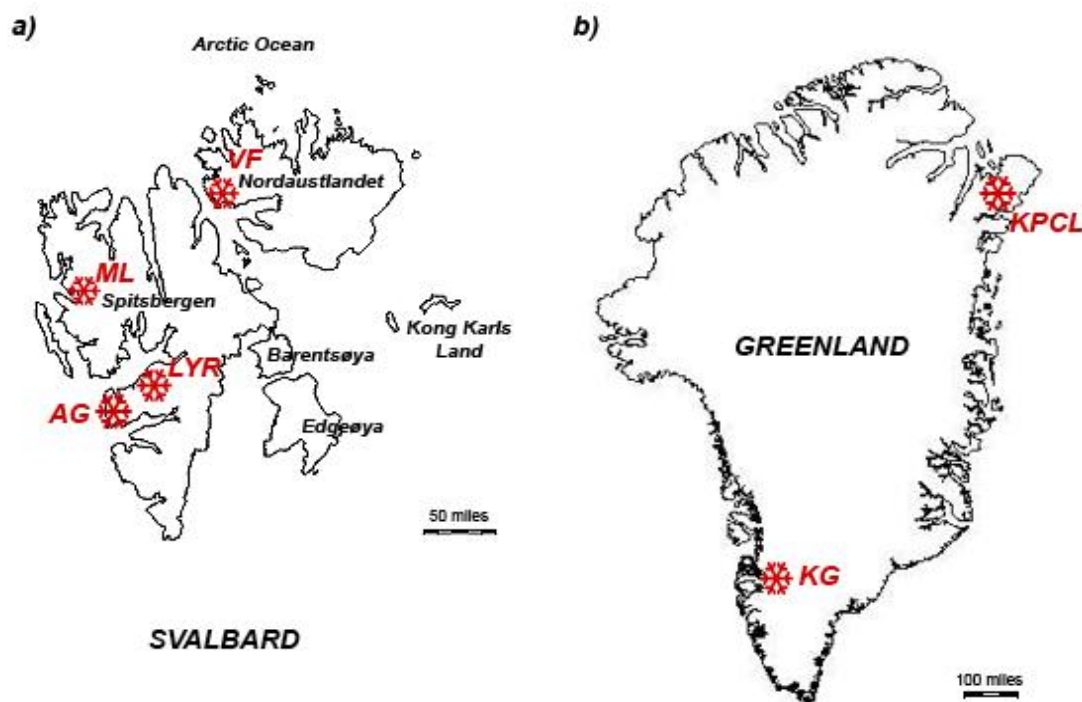 a)
Arctic Ocean
VF
Nordaustlandet
ML
Spitsbergen
Kong Karls
Land
Barentsøya
LYR
AG
Edgeøya
50 miles
SVALBARD
b)
KPCL
GREENLAND
KG
100 miles